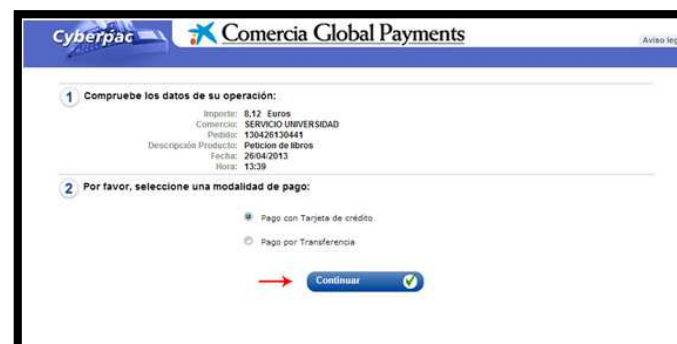 Cyberpac
Comercia Global Payments
Aviso leg
1 Compruebe los datos de su operación:
Importe: 8,12 Euros
Comercio: SERVICIO UNIVERSIDAD
Pedido: 130426130441
Descripción Producto: Peticion de libros
Fecha: 26/04/2013
Hora: 13:39
2 Por favor, seleccione una modalidad de pago:
Pago con Tarjeta de crédito
Pago por Transferencia
Continuar